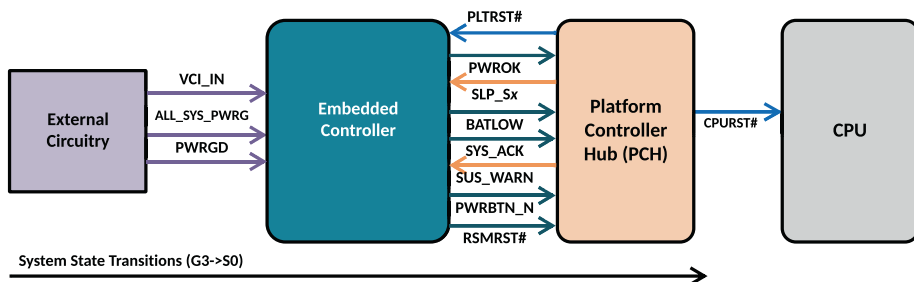 PLTRST#
VCI_IN
PWROK
SLP_Sx
ALL_SYS_PWRG
External
Circuitry
Embedded
Controller
Platform
Controller
Hub (PCH)
CPURST#
CPU
BATLOW
PWRGD
SYS_ACK
SUS_WARN
PWRBTN_N
RSMRST#
System State Transitions (G3->S0)